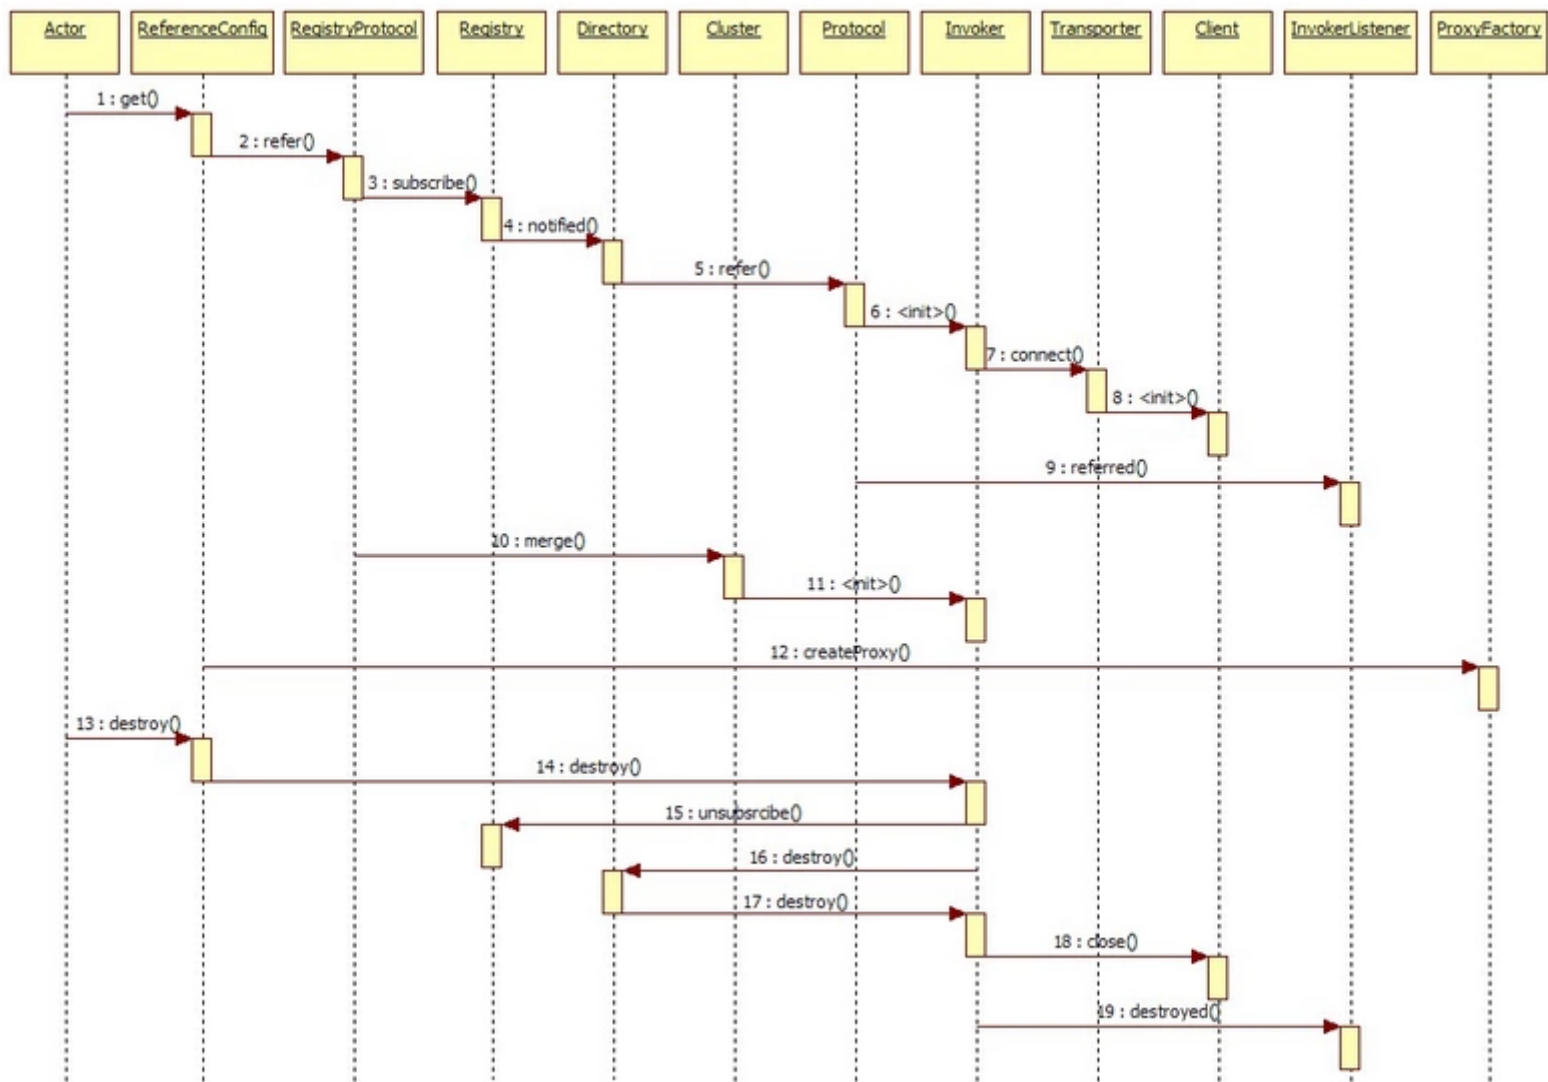 Actor
ReferenceConfig
RegistryProtocol
Registry
Directory
Cluster
Protocol
Invoker
Transporter
Client
InvokerListener
ProxyFactory
1 : get()
2 : refer()
3 : subscribe()
4 : notified()
5 : refer()
6 : <init>()
7 : connect()
8 : <init>()
9 : referred()
10 : merge()
11 : <init>()
12 : createProxy()
13 : destroy()
14 : destroy()
15 : unsubsrcibe()
16 : destroy()
17 : destroy()
18 : close()
19 : destroyed()